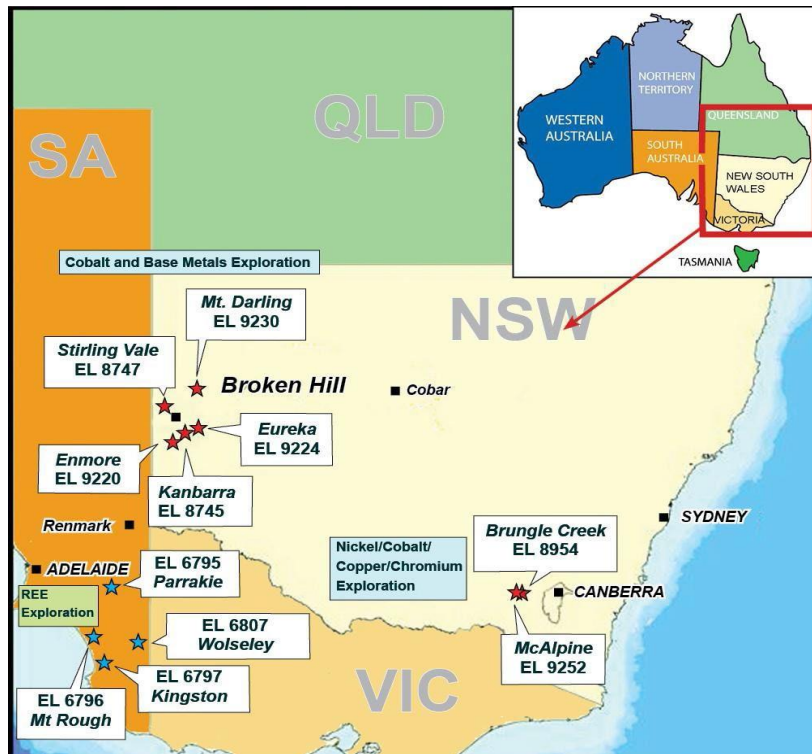 NORTHERN
TERRITORY
QUEENSLAND
WESTERN
AUSTRALIA
SOUTH
AUSTRALIA
NEW SOUTH
WALES
VICTORIA
TASMANIA
QLD
SA
Cobalt and Base Metals Exploration
Mt. Darling
EL 9230
NSW
Stirling Vale
EL 8747
Broken Hill
Cobar
Eureka
EL 9224
Enmore
EL 9220
Kanbarra
EL 8745
Renmark
SYDNEY
Nickel/Cobalt/
Copper/Chromium
Exploration
Brungle Creek
EL 8954
ADELAIDE
EL 6795
Parrakie
CANBERRA
REE
Exploration
EL 6807
Wolseley
McAlpine
EL 9252
EL 6797
Kingston
EL 6796
Mt Rough
VIC